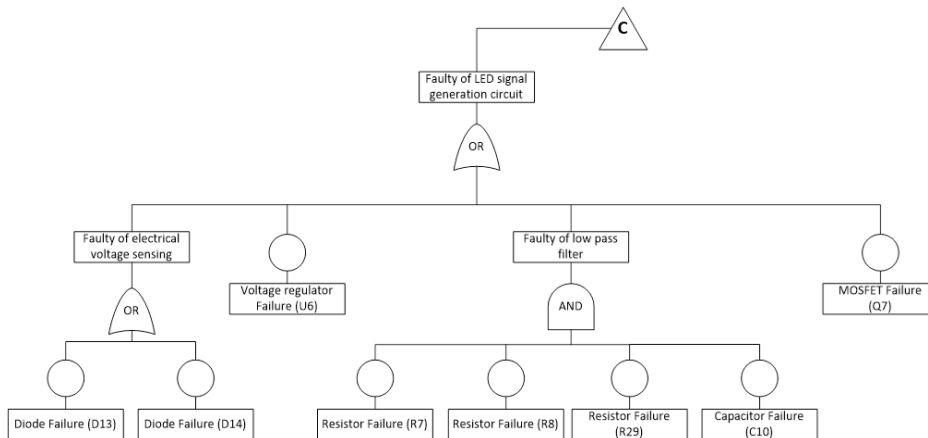 C
Faulty of LED signal
generation circuit
OR
Faulty of electrical
voltage sensing
Faulty of low pass
filter
Voltage regulator
Failure (U6)
MOSFET Failure
(Q7)
OR
AND
Diode Failure (D13)
Diode Failure (D14)
Resistor Failure (R7)
Resistor Failure (R8)
Resistor Failure
(R29)
Capacitor Failure
(C10)